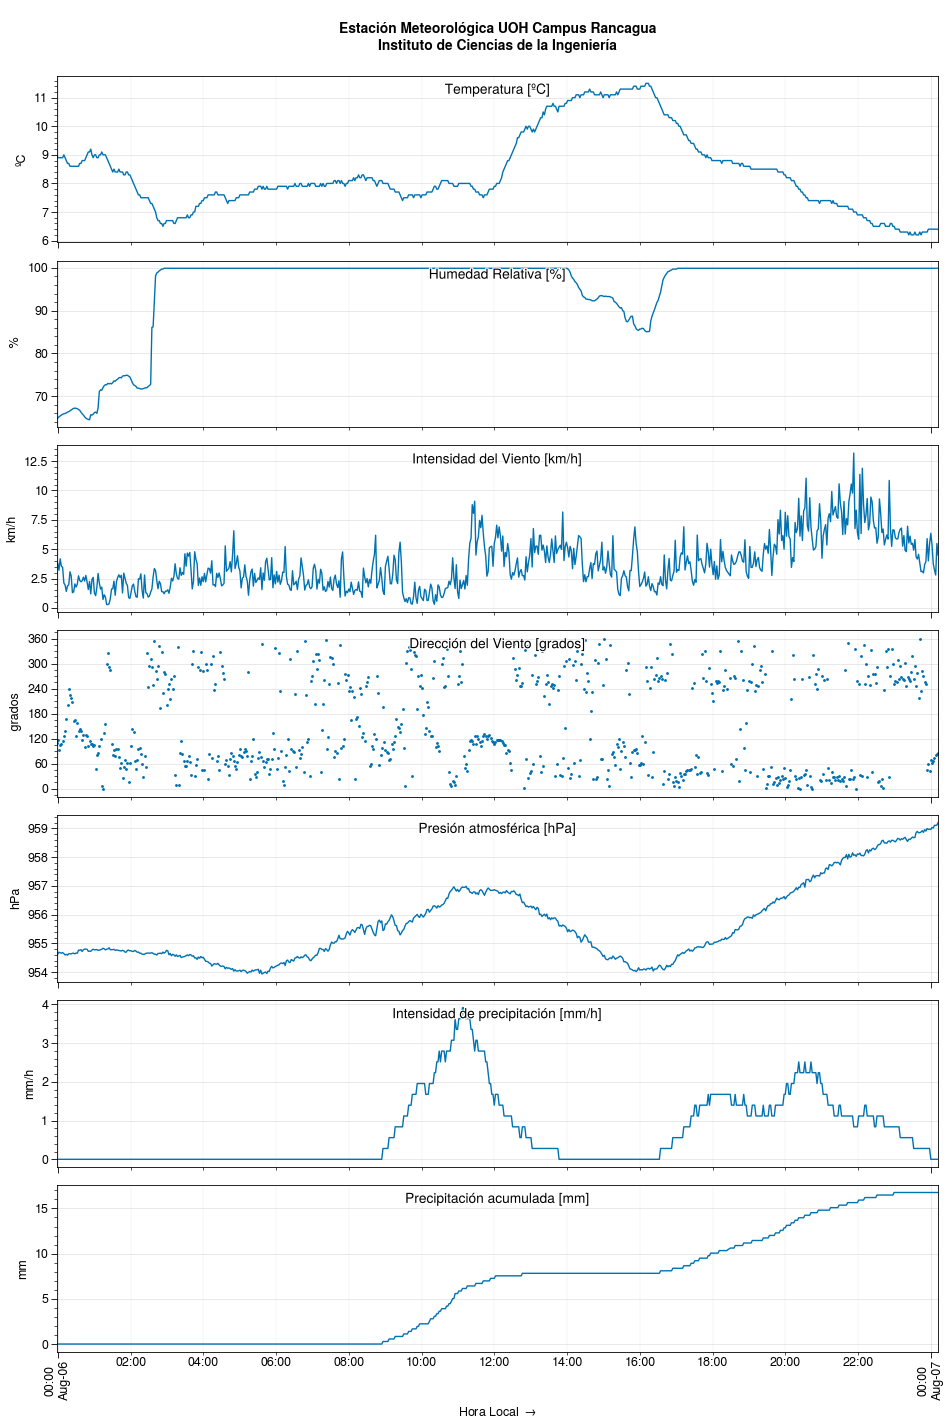 Estación Meteorológica UOH Campus Rancagua
Instituto de Ciencias de la Ingeniería
Temperatura [ºC]
ºC
11
10
9
8
7
6
Humedad Relativa [%]
%
100
90
80
70
Intensidad del Viento [km/h]
km/h
12.5
10
7.5
5
2.5
0
Dirección del Viento [grados]
grados
360
300
240
180
120
60
0
Presión atmosférica [hPa]
hPa
959
958
957
956
955
954
Intensidad de precipitación [mm/h]
mm/h
4
3
2
1
0
Precipitación acumulada [mm]
mm
15
10
5
0
00:00
Aug-06
02:00
04:00
06:00
08:00
10:00
12:00
14:00
16:00
18:00
20:00
22:00
00:00
Aug-07
Hora Local →